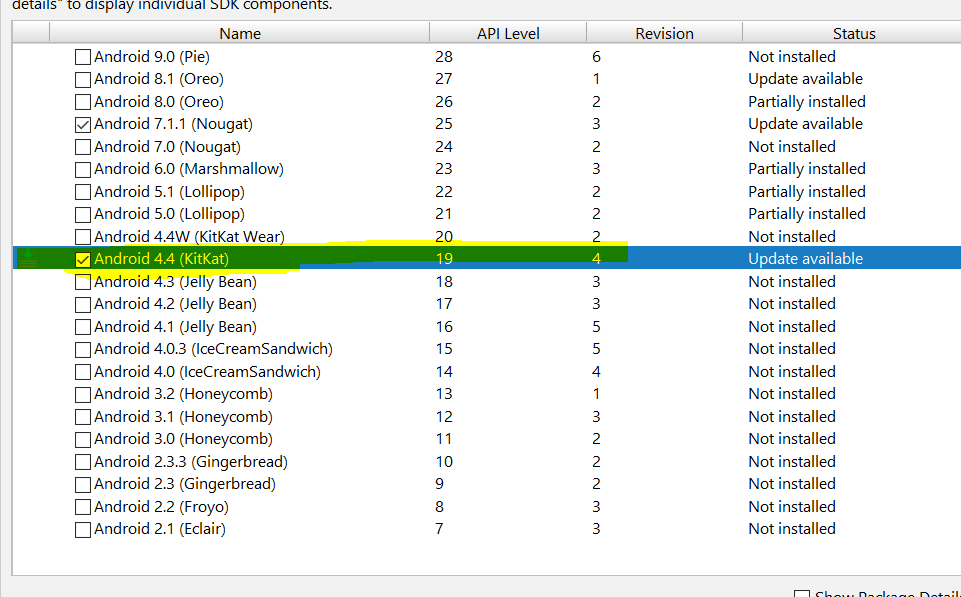 details" to display individual SDK components.
Name API Level Revision Status
Android 9.0 (Pie) 28 6 Not installed
Android 8.1 (Oreo) 27 1 Update available
Android 8.0 (Oreo) 26 2 Partially installed
Android 7.1.1 (Nougat) 25 3 Update available
Android 7.0 (Nougat) 24 2 Not installed
Android 6.0 (Marshmallow) 23 3 Partially installed
Android 5.1 (Lollipop) 22 2 Partially installed
Android 5.0 (Lollipop) 21 2 Partially installed
Android 4.4W (KitKat Wear) 20 2 Not installed
Android 4.4 (KitKat) 19 4 Update available
Android 4.3 (Jelly Bean) 18 3 Not installed
Android 4.2 (Jelly Bean) 17 3 Not installed
Android 4.1 (Jelly Bean) 16 5 Not installed
Android 4.0.3 (IceCreamSandwich) 15 5 Not installed
Android 4.0 (IceCreamSandwich) 14 4 Not installed
Android 3.2 (Honeycomb) 13 1 Not installed
Android 3.1 (Honeycomb) 12 3 Not installed
Android 3.0 (Honeycomb) 11 2 Not installed
Android 2.3.3 (Gingerbread) 10 2 Not installed
Android 2.3 (Gingerbread) 9 2 Not installed
Android 2.2 (Froyo) 8 3 Not installed
Android 2.1 (Eclair) 7 3 Not installed
Show Package